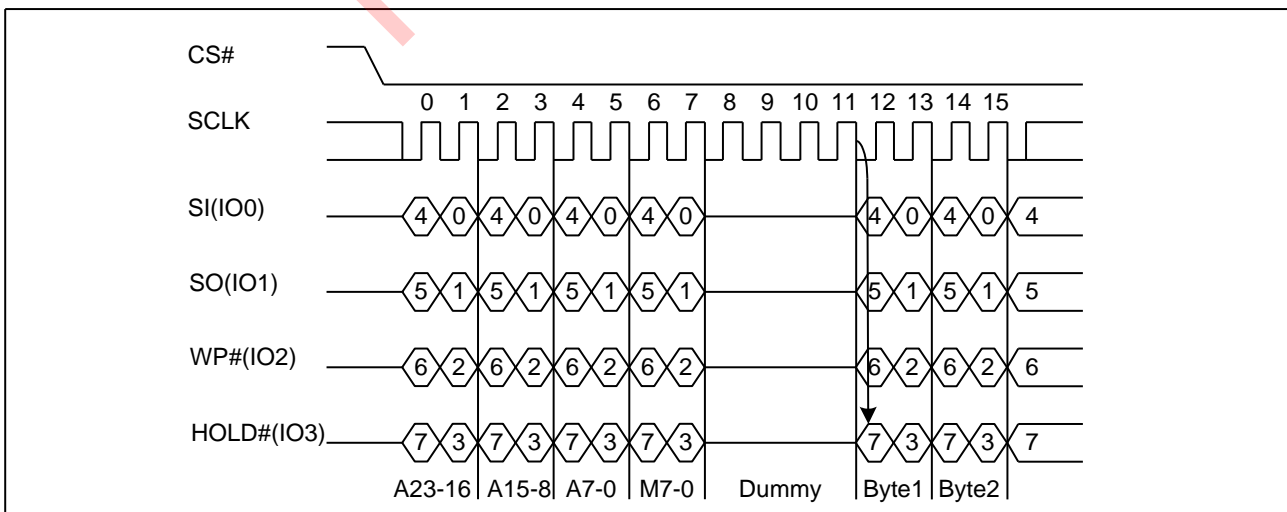 CS#
0 1 2 3 4 5 6 7 8 9 10 11 12 13 14 15
SCLK
SI(IO0) 4 0 4 0 4 0 4 0 4 0 4 0 4
SO(IO1) 5 1 5 1 5 1 5 1 5 1 5 1 5
WP#(IO2) 6 2 6 2 6 2 6 2 6 2 6 2 6
HOLD#(IO3) 7 3 7 3 7 3 7 3 7 3 7 3 7
A23-16 A15-8 A7-0 M7-0 Dummy Byte1 Byte2